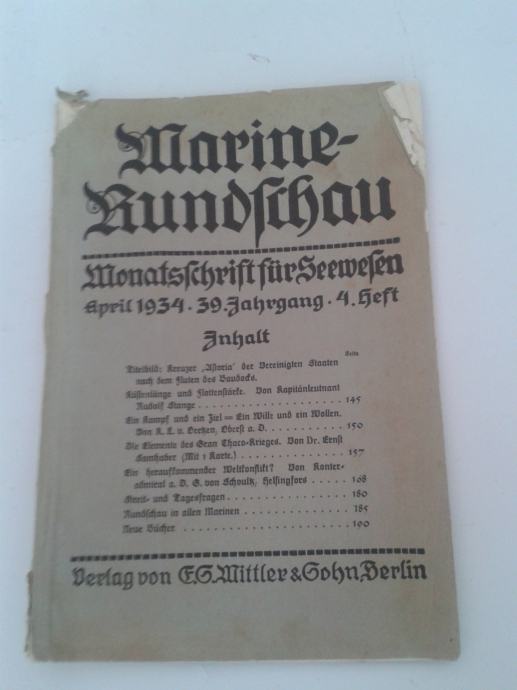 Marine-
Rundschau
Monatsschrift für Seewesen
April 1934 · 39. Jahrgang · 4. Heft
Inhalt
Seite
Titelbild: Kreuzer „Astoria" der Vereinigten Staaten
nach dem Fluten des Baudocks.
Küstenlänge und Flottenstärke. Von Kapitänleutnant
Rudolf Stange . . . . . . . . . . . . . . . . . . . 145
Ein Kampf und ein Ziel = Ein Wille und ein Wollen.
Von K. L. v. Oertzen, Oberst a. D. . . . . . . . . . . 150
Die Elemente des Gran Chaco-Krieges. Von Dr. Ernst
Samhaber (Mit 1 Karte.) . . . . . . . . . . . . . . 157
Ein heraufkommender Weltkonflikt? Von Konter-
admiral a. D. G. von Schoultz, Helsingfors . . . . . 168
Streit- und Tagesfragen . . . . . . . . . . . . . . . 180
Rundschau in allen Marinen . . . . . . . . . . . . . 185
Neue Bücher . . . . . . . . . . . . . . . . . . . . 190
Verlag von E.S. Mittler & Sohn, Berlin